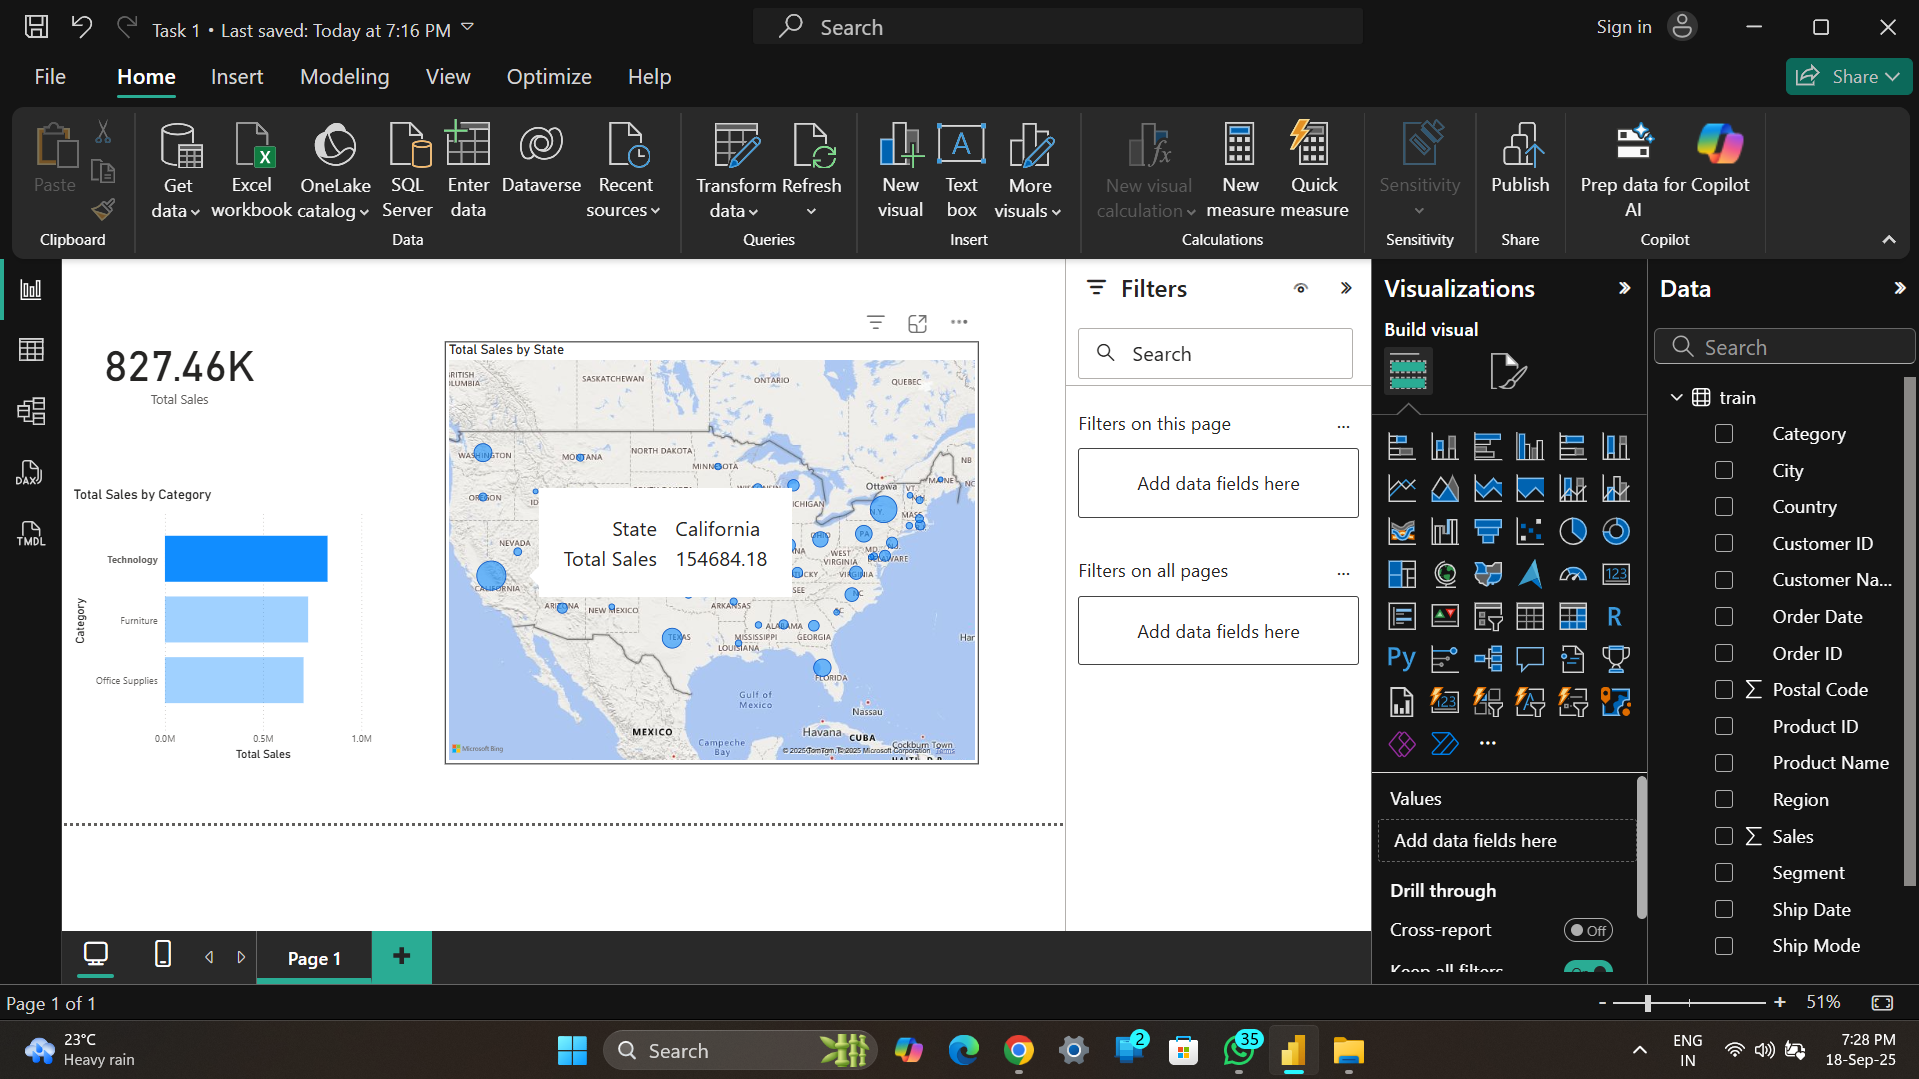 Task 1 • Last saved: Today at 7:16 PM
Search
Sign in
File Home Insert Modeling View Optimize Help
Share
Paste
Clipboard
Get data
Excel workbook
OneLake catalog
SQL Server
Enter data
Dataverse
Recent sources
Data
Transform data
Refresh
Queries
New visual
Text box
More visuals
Insert
New visual calculation
New measure
Quick measure
Calculations
Sensitivity
Sensitivity
Publish
Share
Prep data for AI
Copilot
Copilot
827.46K
Total Sales
Total Sales by Category
Category
Technology
Furniture
Office Supplies
0.0M 0.5M 1.0M
Total Sales
Total Sales by State
SASKATCHEWAN
ONTARIO
QUEBEC
WASHINGTON
MONTANA
NORTH DAKOTA
MINNESOTA
NB
MAINE
OREGON
Ottawa
VT.
N.Y.
MASS.
NEVADA
State California
Total Sales 154684.18
OHIO
PA
N.J.
MD.
DELAWARE
WEST VIRGINIA
VIRGINIA
CALIFORNIA
ARIZONA
NEW MEXICO
ARKANSAS
NC
SC
TEXAS
MISSISSIPPI
ALABAMA
GEORGIA
LOUISIANA
FLORIDA
Gulf of Mexico
Nassau
MEXICO
Havana
CUBA
Campeche Bay
Cockburn Town
Microsoft Bing
© 2025 TomTom, © 2025 Microsoft Corporation Terms
Filters
Search
Filters on this page
Add data fields here
Filters on all pages
Add data fields here
Visualizations
Build visual
123
R
Py
Values
Add data fields here
Drill through
Cross-report
Off
Keep all filters
On
Data
Search
train
Category
City
Country
Customer ID
Customer Na...
Order Date
Order ID
Postal Code
Product ID
Product Name
Region
Sales
Segment
Ship Date
Ship Mode
DAX
TMDL
Page 1
Page 1 of 1
51%
23°C
Heavy rain
Search
2
35
ENG
IN
7:28 PM
18-Sep-25